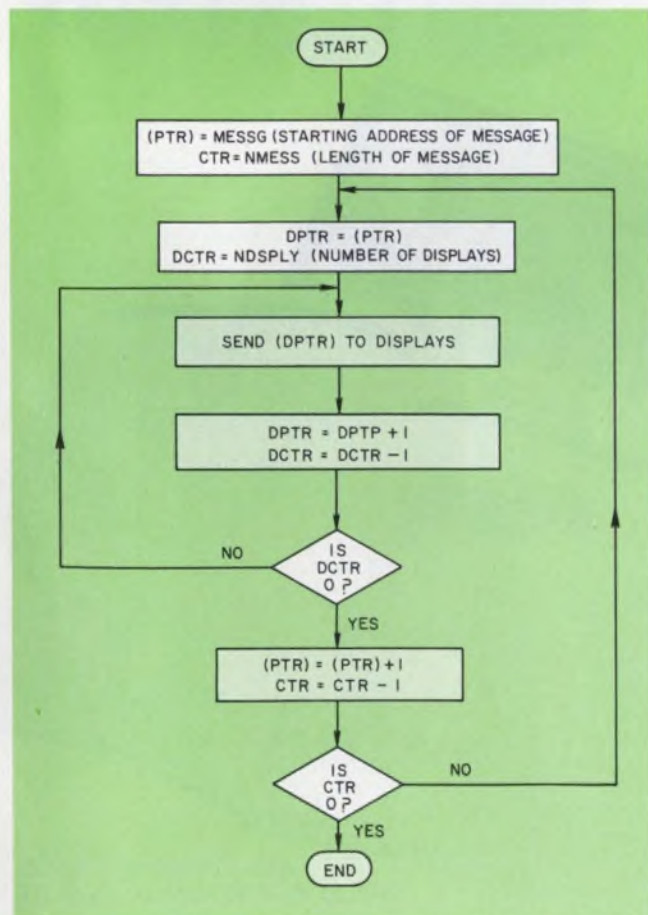 START
(PTR) = MESSG (STARTING ADDRESS OF MESSAGE)
CTR = NMESS (LENGTH OF MESSAGE)
DPTR = (PTR)
DCTR = NDSPLY (NUMBER OF DISPLAYS)
SEND (DPTR) TO DISPLAYS
DPTR = DPTP + 1
DCTR = DCTR - 1
IS
DCTR
0 ?
NO
YES
(PTR) = (PTR) + 1
CTR = CTR - 1
IS
CTR
0 ?
NO
YES
END